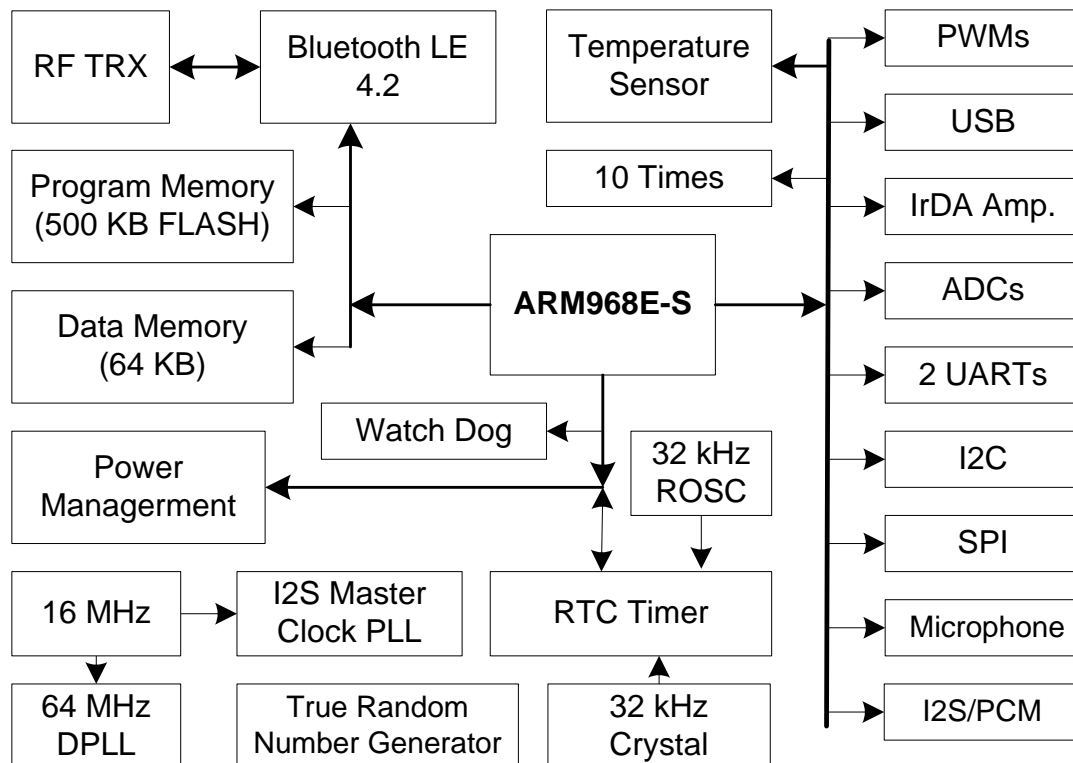 RF TRX
Bluetooth LE
4.2
Temperature
Sensor
PWMs
USB
Program Memory
(500 KB FLASH)
10 Times
IrDA Amp.
ARM968E-S
ADCs
Data Memory
(64 KB)
2 UARTs
Watch Dog
Power
Managerment
32 kHz
ROSC
I2C
SPI
16 MHz
I2S Master
Clock PLL
RTC Timer
Microphone
64 MHz
DPLL
True Random
Number Generator
32 kHz
Crystal
I2S/PCM